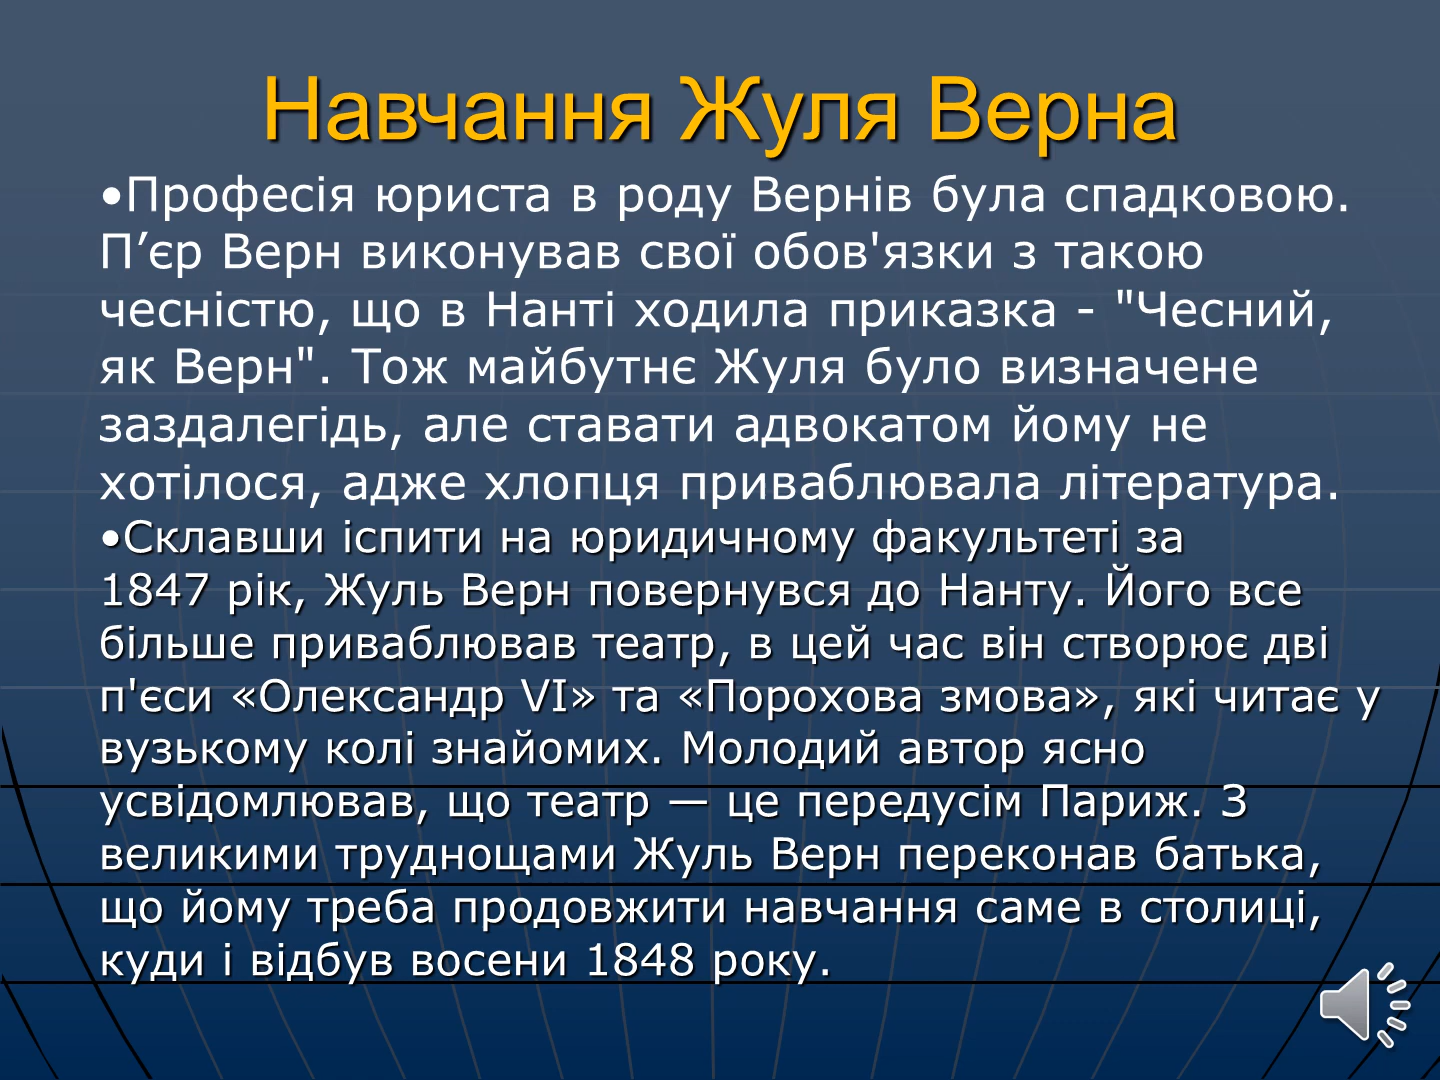 Навчання Жуля Верна
•Професія юриста в роду Вернів була спадковою.
П’єр Верн виконував свої обов'язки з такою
чесністю, що в Нанті ходила приказка - "Чесний,
як Верн". Тож майбутнє Жуля було визначене
заздалегідь, але ставати адвокатом йому не
хотілося, адже хлопця приваблювала література.
•Склавши іспити на юридичному факультеті за
1847 рік, Жуль Верн повернувся до Нанту. Його все
більше приваблював театр, в цей час він створює дві
п'єси «Олександр VI» та «Порохова змова», які читає у
вузькому колі знайомих. Молодий автор ясно
усвідомлював, що театр — це передусім Париж. З
великими труднощами Жуль Верн переконав батька,
що йому треба продовжити навчання саме в столиці,
куди і відбув восени 1848 року.